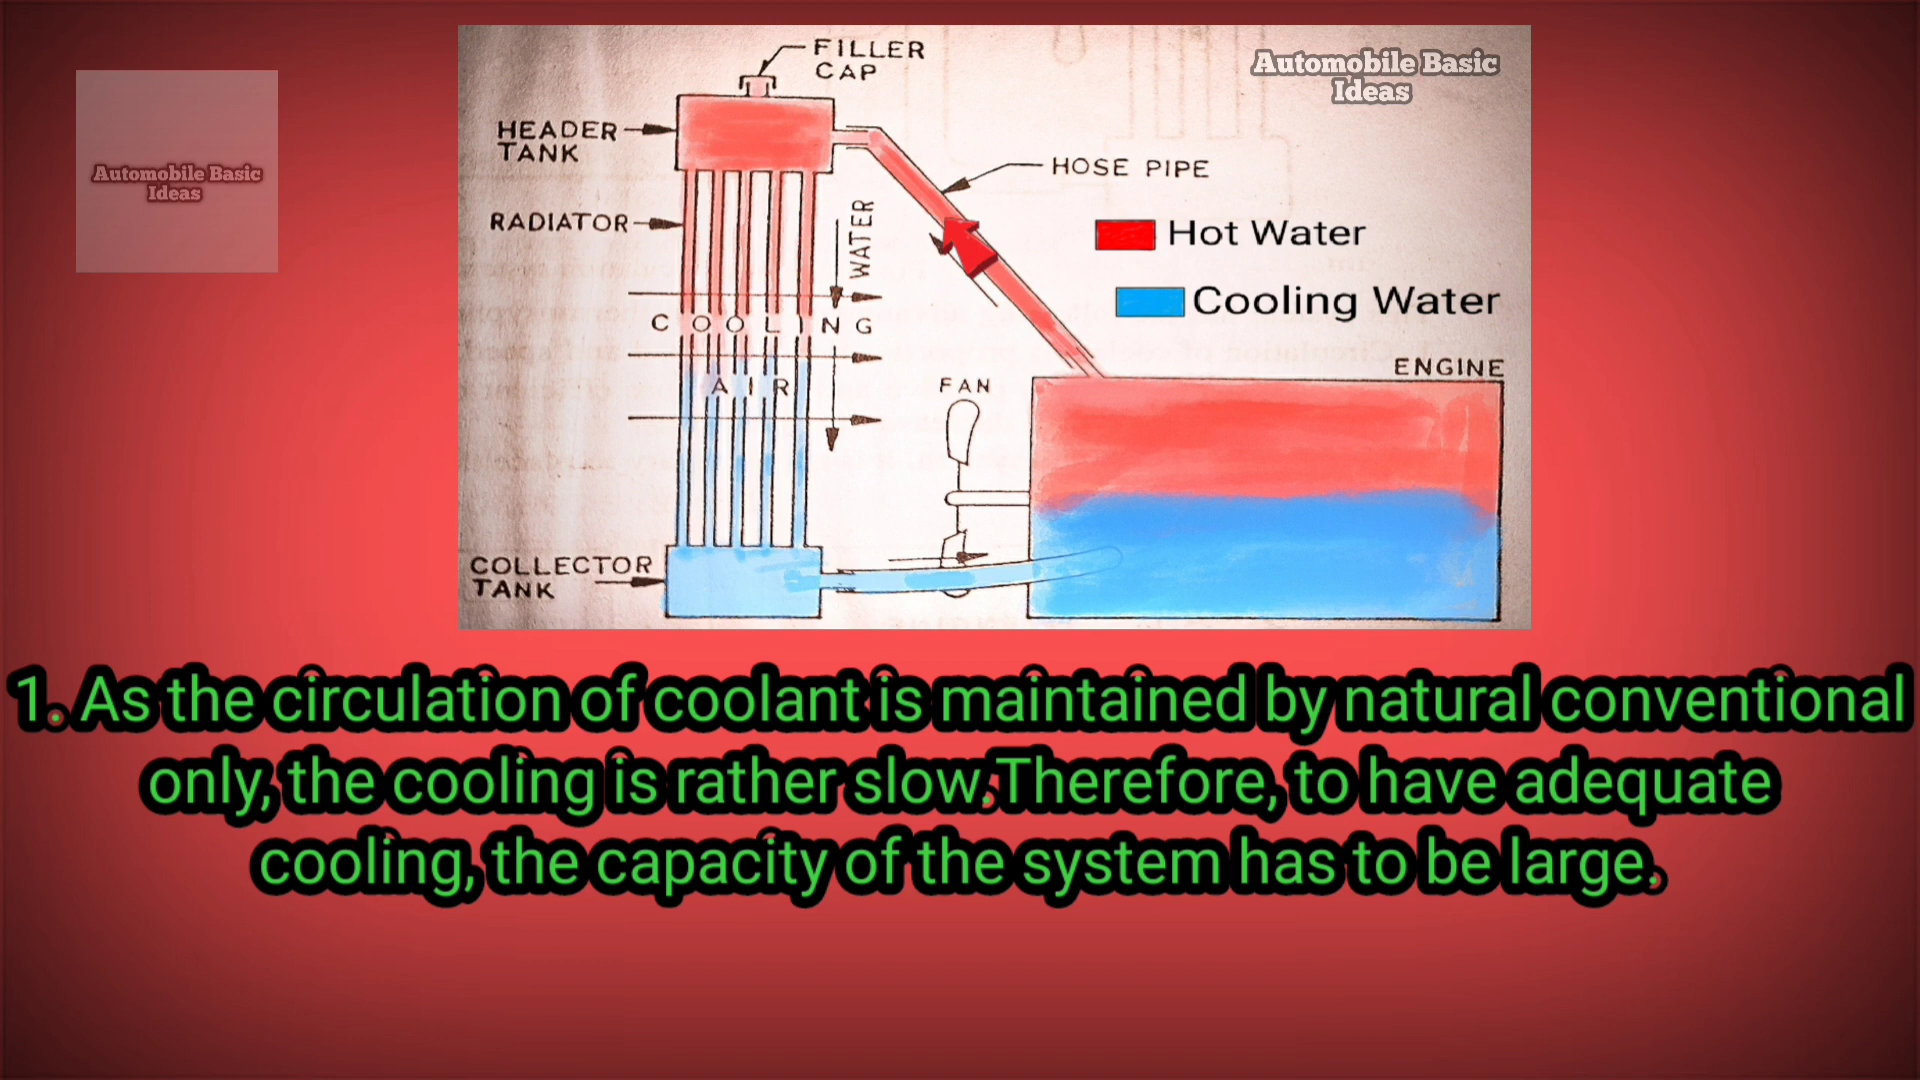 FILLER
CAP
Automobile Basic
Ideas
HEADER
TANK
HOSE PIPE
Automobile Basic
Ideas
RADIATOR
WATER
Hot Water
Cooling Water
COOLING
AIR
FAN
ENGINE
COLLECTOR
TANK
1. As the circulation of coolant is maintained by natural conventional
only, the cooling is rather slow.Therefore, to have adequate
cooling, the capacity of the system has to be large.